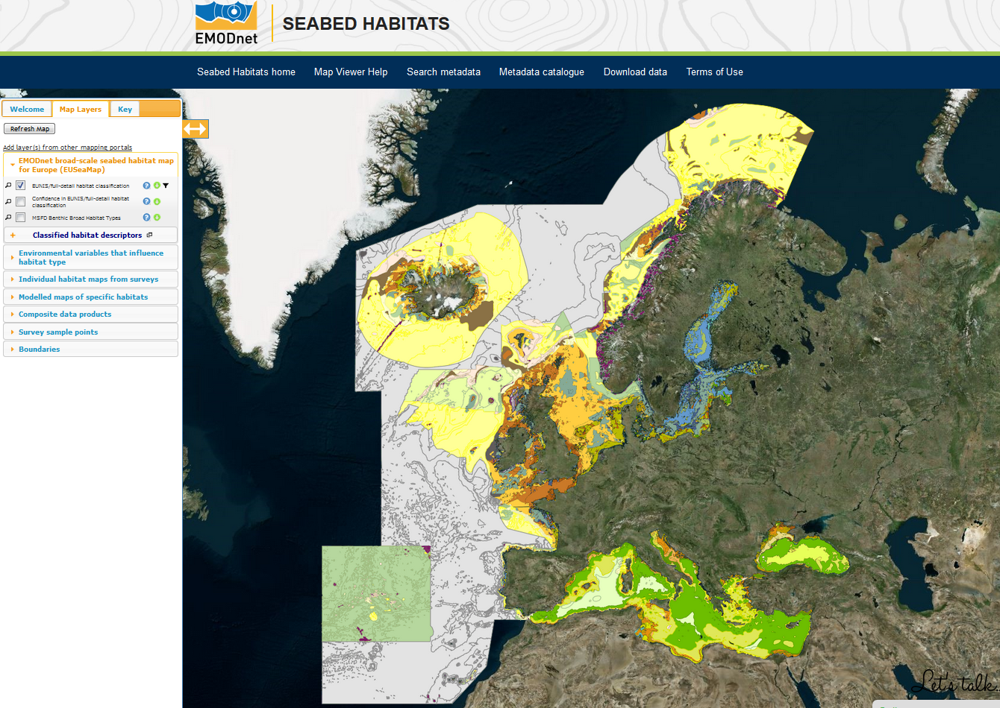 EMODnet
SEABED HABITATS
Seabed Habitats home Map Viewer Help Search metadata Metadata catalogue Download data Terms of Use
Welcome Map Layers Key
Refresh Map
Add layer(s) from other mapping portals
EMODnet broad-scale seabed habitat map
for Europe (EUSeaMap)
EUNIS/full-detail habitat classification
Confidence in EUNIS/full-detail habitat
classification
MSFD Benthic Broad Habitat Types
Classified habitat descriptors
Environmental variables that influence
habitat type
Individual habitat maps from surveys
Modelled maps of specific habitats
Composite data products
Survey sample points
Boundaries
Let's talk